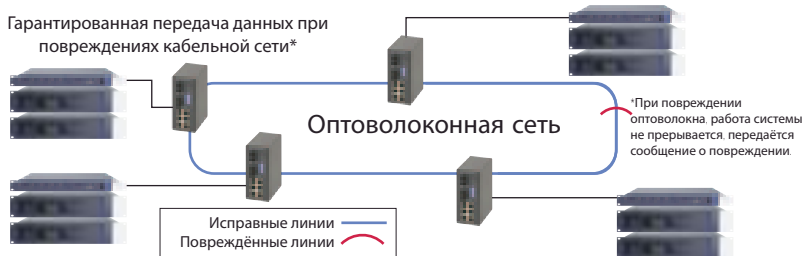 Гарантированная передача данных при
повреждениях кабельной сети*
Оптоволоконная сеть
*При повреждении
оптоволокна, работа системы
не прерывается, передаётся
сообщение о повреждении.
Исправные линии
Повреждённые линии